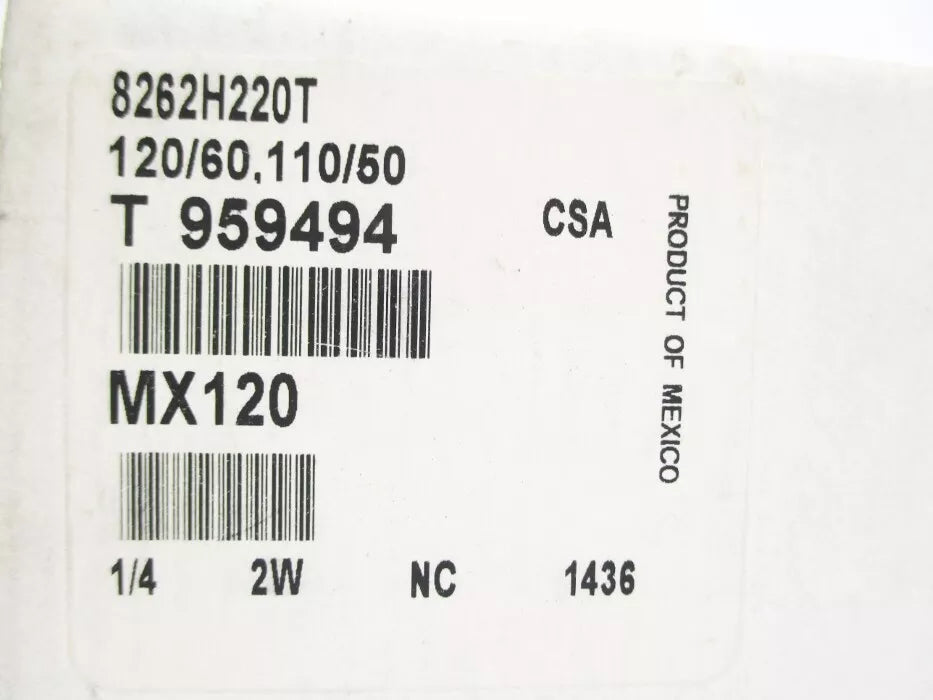 8262H220T
120/60,110/50
T 959494
CSA
PRODUCT OF MEXICO
MX120
1/4 2W NC 1436